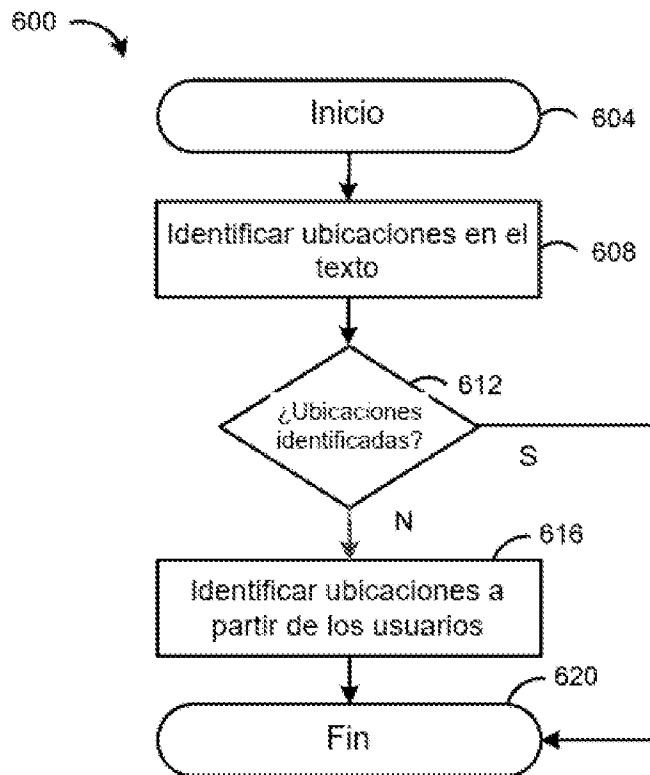 600
Inicio
604
Identificar ubicaciones en el
texto
608
612
¿Ubicaciones
identificadas?
S
N
616
Identificar ubicaciones a
partir de los usuarios
620
Fin